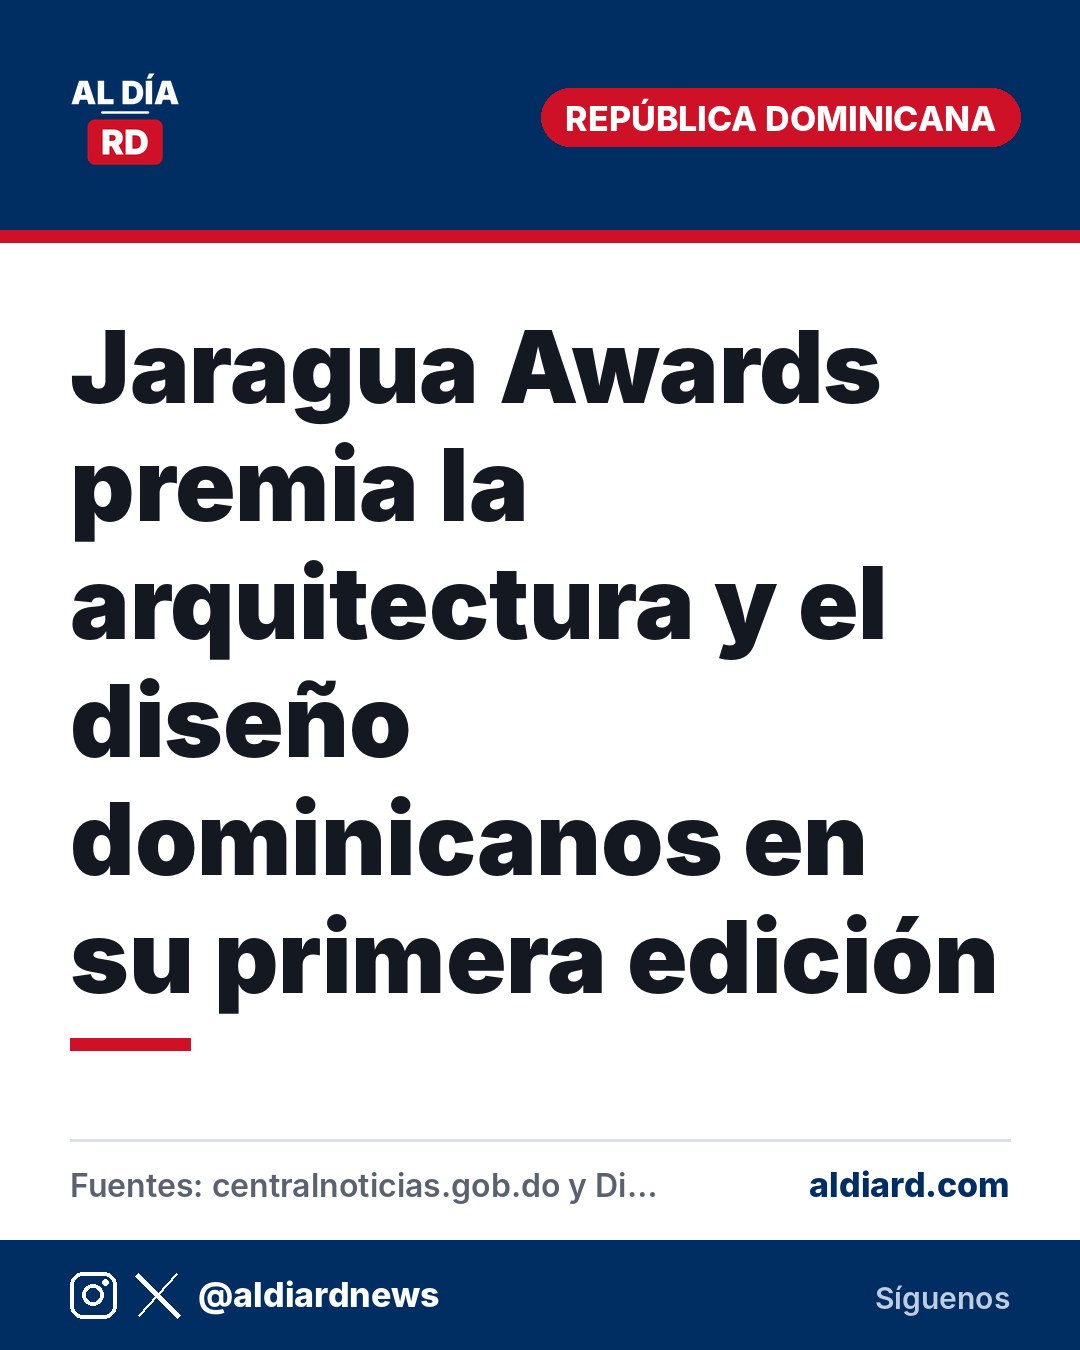 AL DÍA
RD
REPÚBLICA DOMINICANA
Jaragua Awards
premia la
arquitectura y el
diseño
dominicanos en
su primera edición
Fuentes: centralnoticias.gob.do y Di...
aldiard.com
@aldiardnews
Síguenos